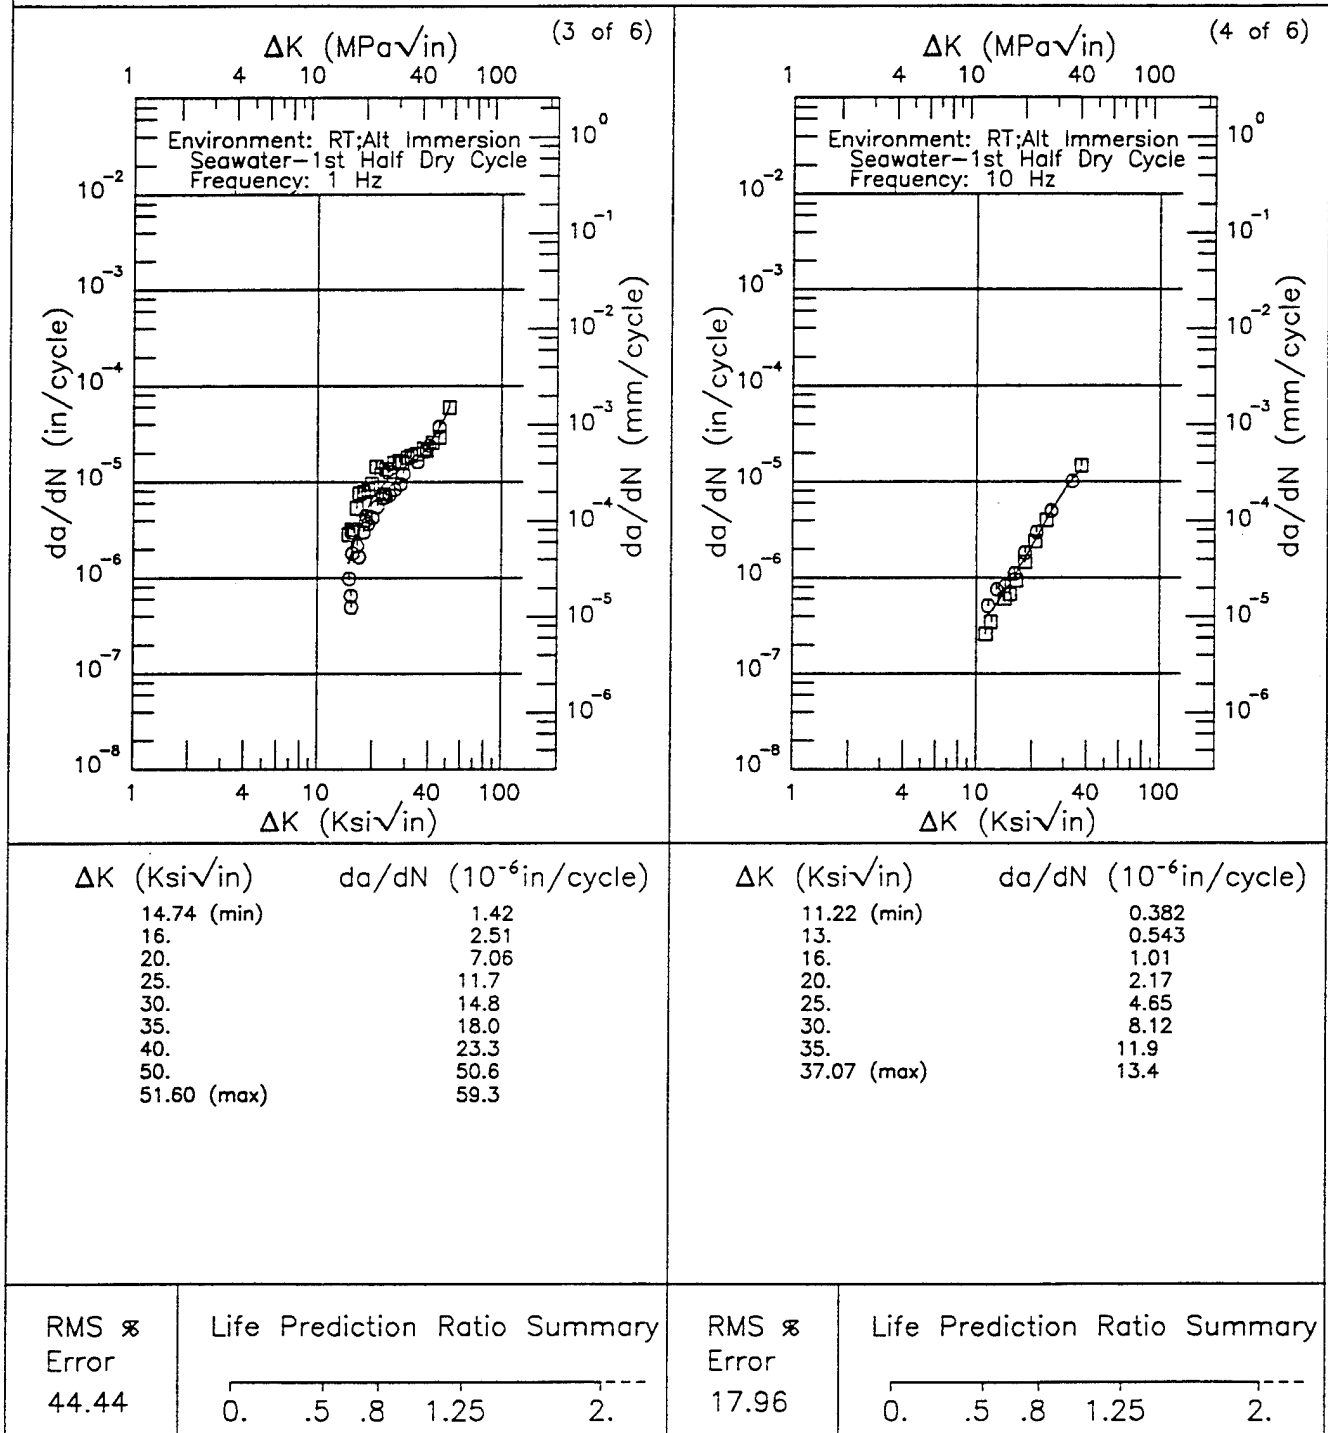 (3 of 6)
ΔK (MPa√in)
1 4 10 40 100
Environment: RT;Alt Immersion
Seawater-1st Half Dry Cycle
Frequency: 1 Hz
da/dN (in/cycle)
10⁻²
10⁻³
10⁻⁴
10⁻⁵
10⁻⁶
10⁻⁷
10⁻⁸
da/dN (mm/cycle)
10⁰
10⁻¹
10⁻²
10⁻³
10⁻⁴
10⁻⁵
10⁻⁶
1 4 10 40 100
ΔK (Ksi√in)
(4 of 6)
ΔK (MPa√in)
1 4 10 40 100
Environment: RT;Alt Immersion
Seawater-1st Half Dry Cycle
Frequency: 10 Hz
da/dN (in/cycle)
10⁻²
10⁻³
10⁻⁴
10⁻⁵
10⁻⁶
10⁻⁷
10⁻⁸
da/dN (mm/cycle)
10⁰
10⁻¹
10⁻²
10⁻³
10⁻⁴
10⁻⁵
10⁻⁶
1 4 10 40 100
ΔK (Ksi√in)
ΔK (Ksi√in) da/dN (10⁻⁶in/cycle)
14.74 (min) 1.42
16. 2.51
20. 7.06
25. 11.7
30. 14.8
35. 18.0
40. 23.3
50. 50.6
51.60 (max) 59.3
ΔK (Ksi√in) da/dN (10⁻⁶in/cycle)
11.22 (min) 0.382
13. 0.543
16. 1.01
20. 2.17
25. 4.65
30. 8.12
35. 11.9
37.07 (max) 13.4
RMS %
Error
44.44
Life Prediction Ratio Summary
0. .5 .8 1.25 2.
RMS %
Error
17.96
Life Prediction Ratio Summary
0. .5 .8 1.25 2.